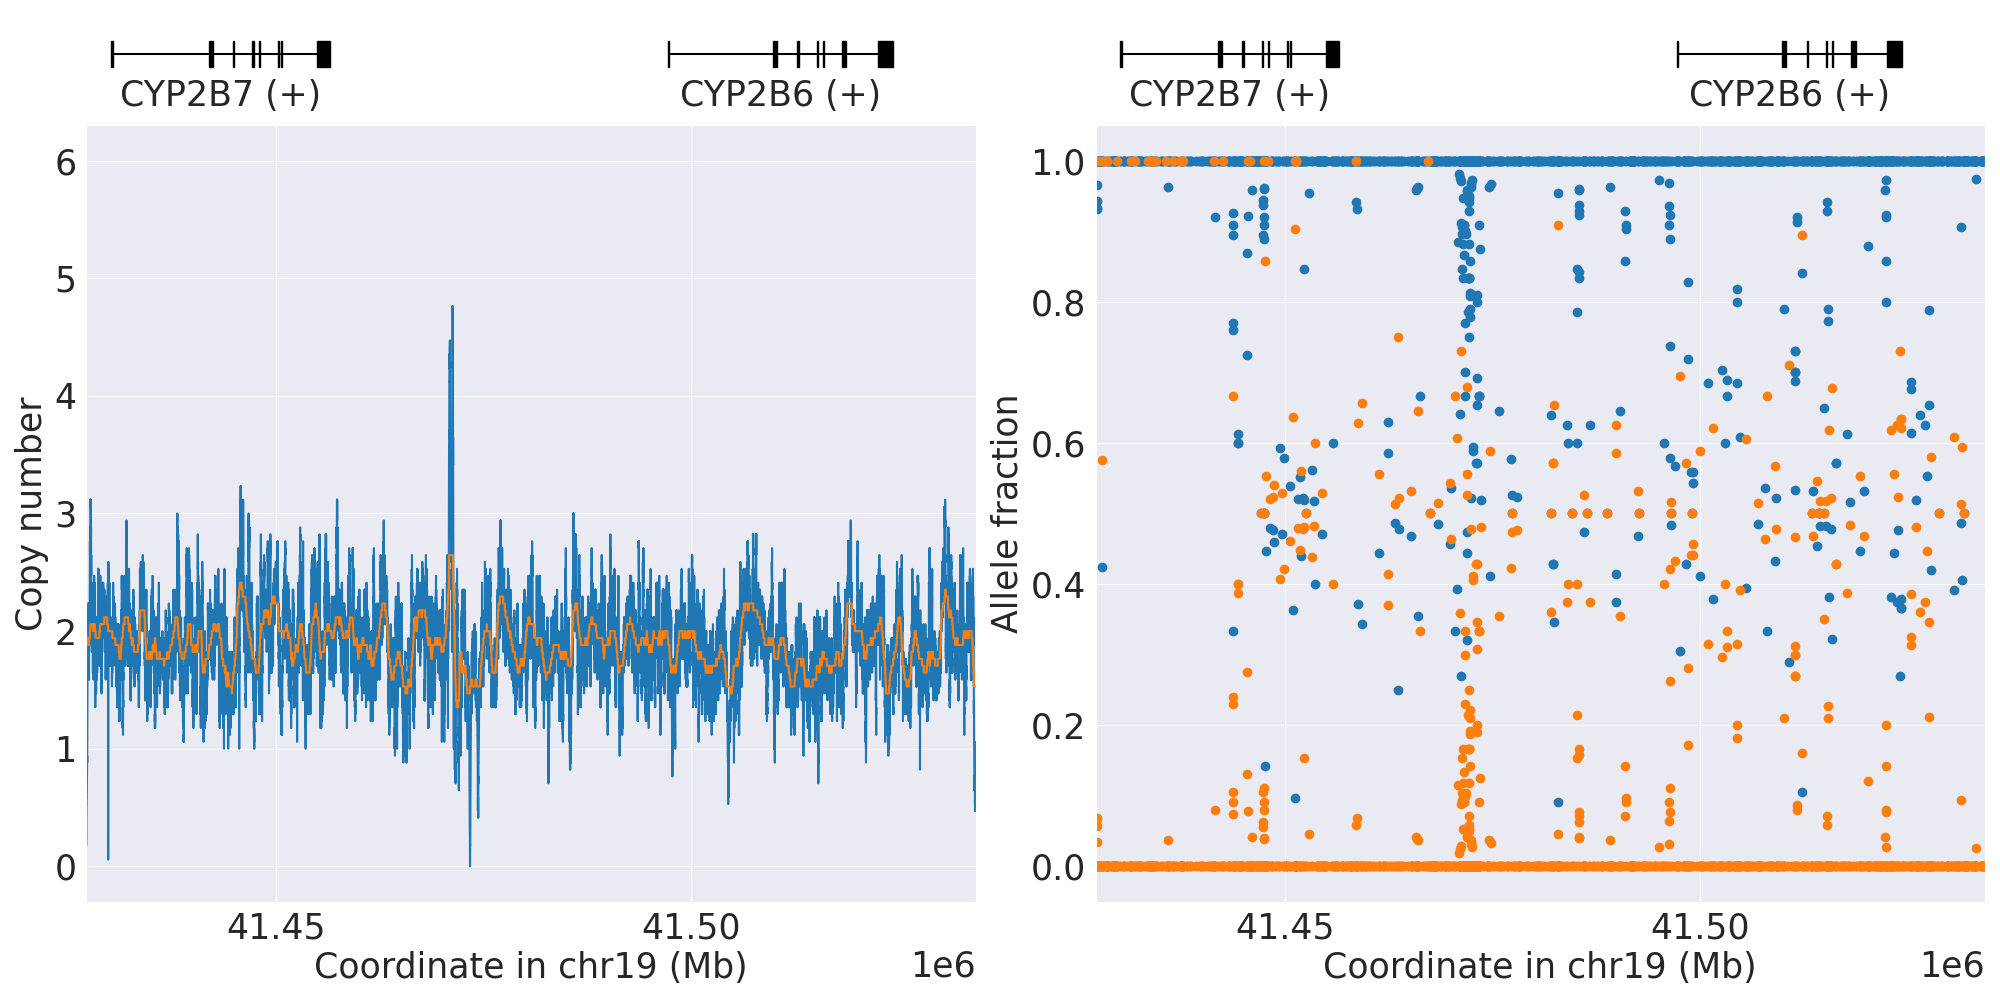 CYP2B7 (+)
CYP2B6 (+)
6
5
4
3
2
1
0
Copy number
41.45
41.50
Coordinate in chr19 (Mb)
1e6
CYP2B7 (+)
CYP2B6 (+)
1.0
0.8
0.6
0.4
0.2
0.0
Allele fraction
41.45
41.50
Coordinate in chr19 (Mb)
1e6